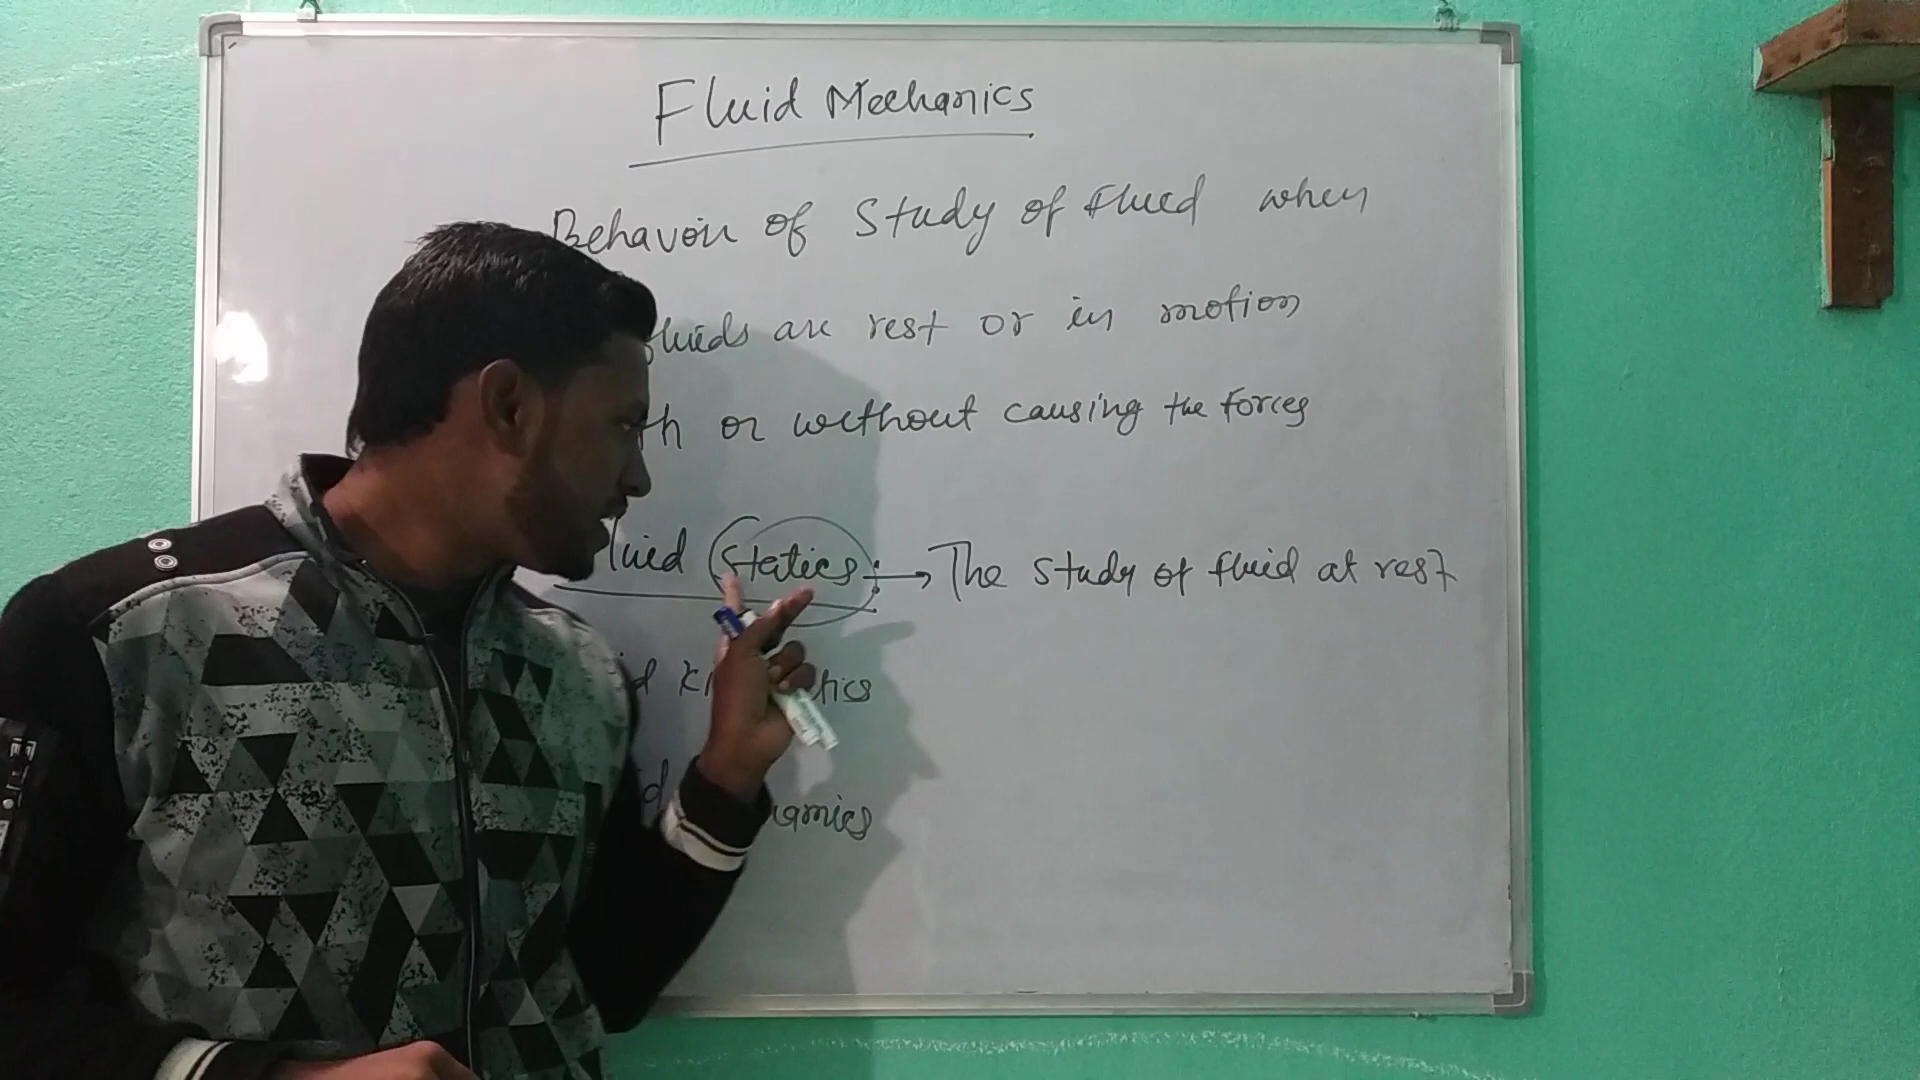 Fluid Mechanics
Behavoir of Study of fluid when
fluids are rest or in motion
or without causing the forces
Statics : → The study of fluid at rest